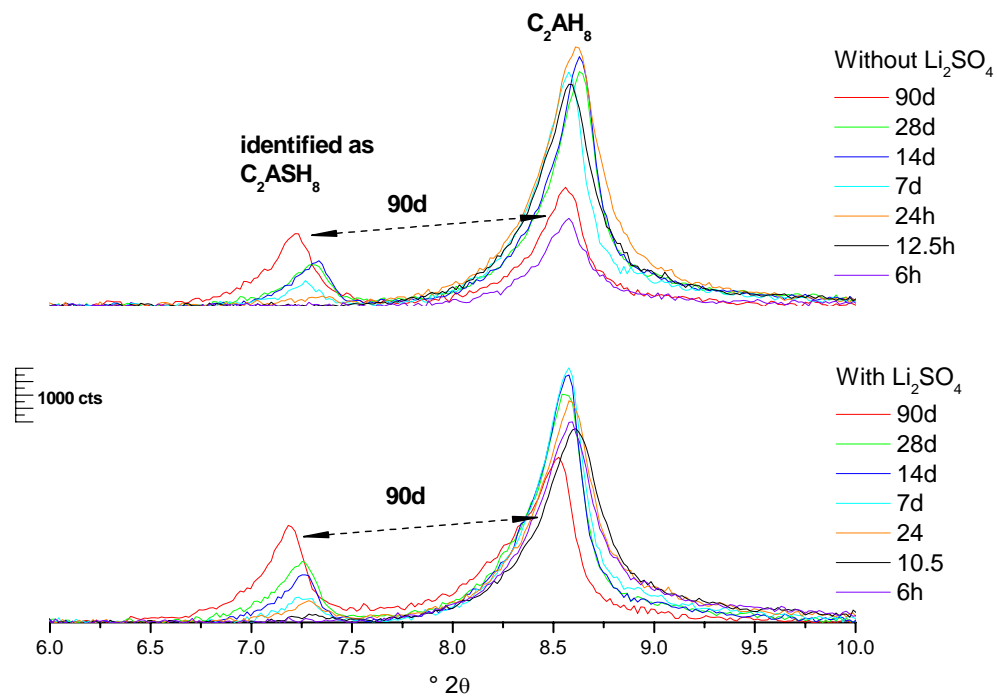 C₂AH₈
Without Li₂SO₄
90d
28d
14d
7d
24h
12.5h
6h
identified as
C₂ASH₈
90d
1000 cts
With Li₂SO₄
90d
28d
14d
7d
24
10.5
6h
90d
6.0 6.5 7.0 7.5 8.0 8.5 9.0 9.5 10.0
° 2θ